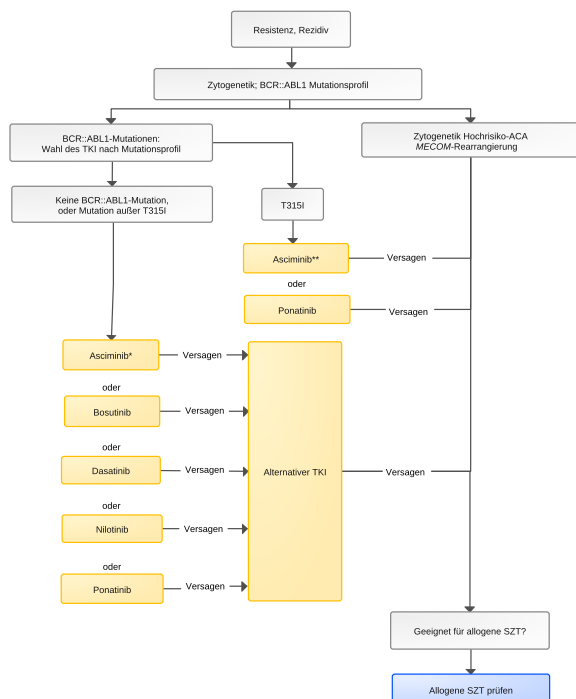 Resistenz, Rezidiv
Zytogenetik; BCR::ABL1 Mutationsprofil
BCR::ABL1-Mutationen:
Wahl des TKI nach Mutationsprofil
Zytogenetik Hochrisiko-ACA
MECOM-Rearrangierung
Keine BCR::ABL1-Mutation,
oder Mutation außer T315I
T315I
Asciminib**
Versagen
oder
Ponatinib
Versagen
Asciminib*
Versagen
oder
Bosutinib
Versagen
oder
Dasatinib
Versagen
Alternativer TKI
Versagen
oder
Nilotinib
Versagen
oder
Ponatinib
Versagen
Geeignet für allogene SZT?
Allogene SZT prüfen